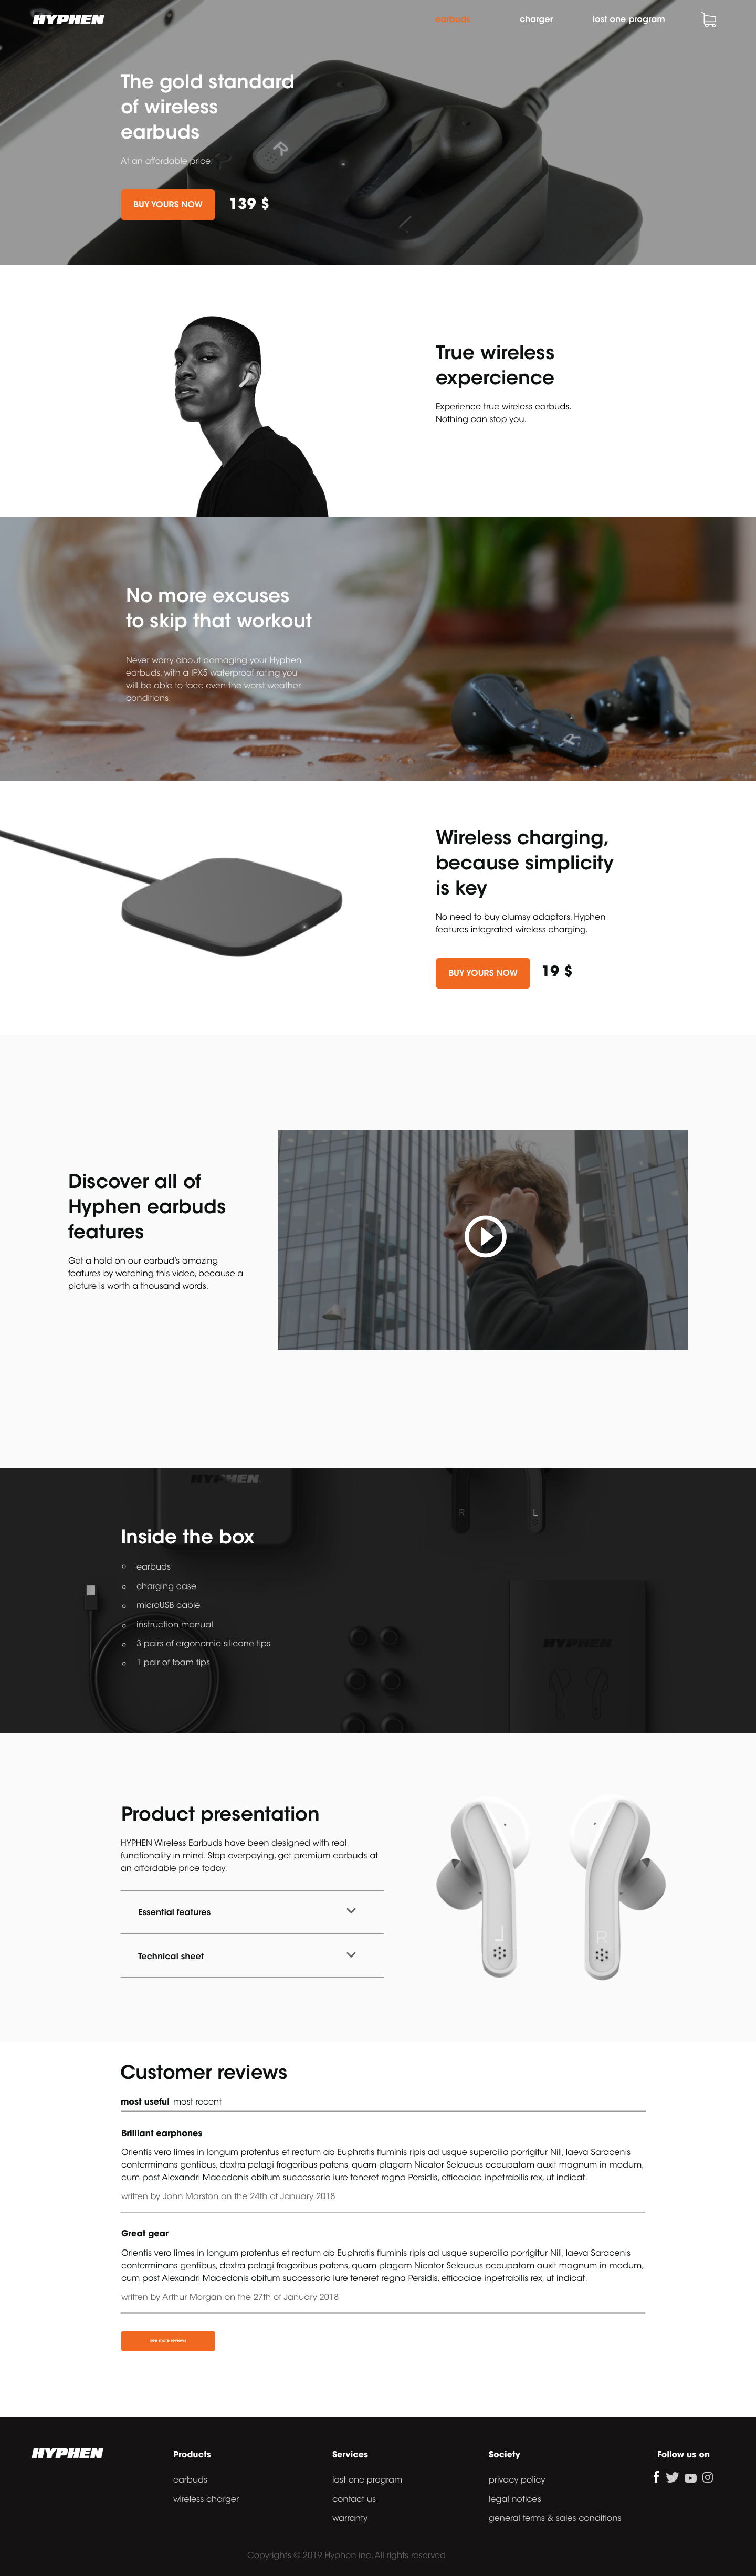 HYPHEN
earbuds
charger
lost one program
The gold standard
of wireless
earbuds
At an affordable price.
BUY YOURS NOW
139 $
R
True wireless
expercience
Experience true wireless earbuds.
Nothing can stop you.
No more excuses
to skip that workout
Never worry about damaging your Hyphen
earbuds, with a IPX5 waterproof rating you
will be able to face even the worst weather
conditions.
R
Wireless charging,
because simplicity
is key
No need to buy clumsy adaptors, Hyphen
features integrated wireless charging.
BUY YOURS NOW
19 $
Discover all of
Hyphen earbuds
features
Get a hold on our earbud's amazing
features by watching this video, because a
picture is worth a thousand words.
HYPHEN
R
L
Inside the box
earbuds
charging case
microUSB cable
instruction manual
3 pairs of ergonomic silicone tips
1 pair of foam tips
HYPHEN
Product presentation
HYPHEN Wireless Earbuds have been designed with real
functionality in mind. Stop overpaying, get premium earbuds at
an affordable price today.
Essential features
Technical sheet
R
Customer reviews
most useful most recent
Brilliant earphones
Orientis vero limes in longum protentus et rectum ab Euphratis fluminis ripis ad usque supercilia porrigitur Nili, laeva Saracenis
conterminans gentibus, dextra pelagi fragoribus patens, quam plagam Nicator Seleucus occupatam auxit magnum in modum,
cum post Alexandri Macedonis obitum successorio iure teneret regna Persidis, efficaciae inpetrabilis rex, ut indicat.
written by John Marston on the 24th of January 2018
Great gear
Orientis vero limes in longum protentus et rectum ab Euphratis fluminis ripis ad usque supercilia porrigitur Nili, laeva Saracenis
conterminans gentibus, dextra pelagi fragoribus patens, quam plagam Nicator Seleucus occupatam auxit magnum in modum,
cum post Alexandri Macedonis obitum successorio iure teneret regna Persidis, efficaciae inpetrabilis rex, ut indicat.
written by Arthur Morgan on the 27th of January 2018
see more reviews
HYPHEN
Products
earbuds
wireless charger
Services
lost one program
contact us
warranty
Society
privacy policy
legal notices
general terms & sales conditions
Follow us on
Copyrights © 2019 Hyphen inc. All rights reserved